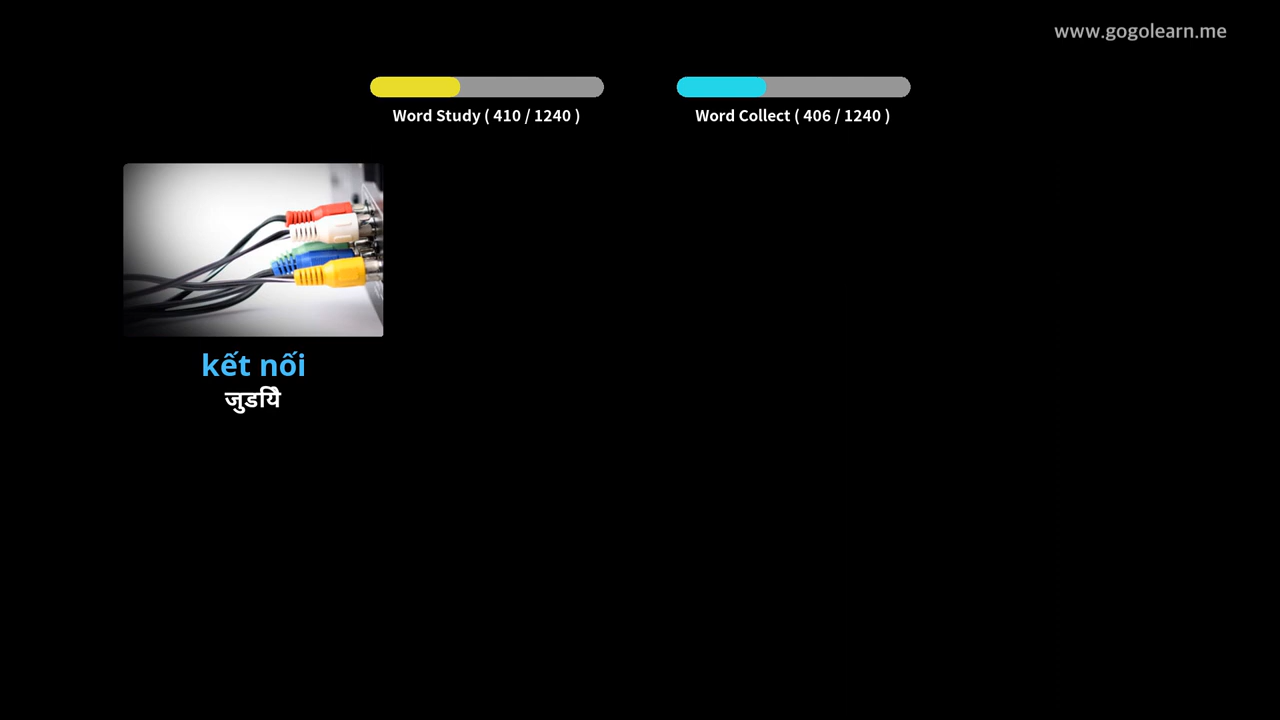 www.gogolearn.me
Word Study ( 410 / 1240 )
Word Collect ( 406 / 1240 )
kết nối
जुडयिे